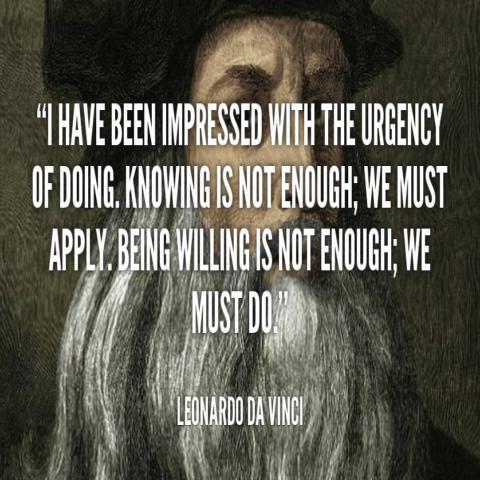 “I HAVE BEEN IMPRESSED WITH THE URGENCY
OF DOING. KNOWING IS NOT ENOUGH; WE MUST
APPLY. BEING WILLING IS NOT ENOUGH; WE
MUST DO.”
LEONARDO DA VINCI